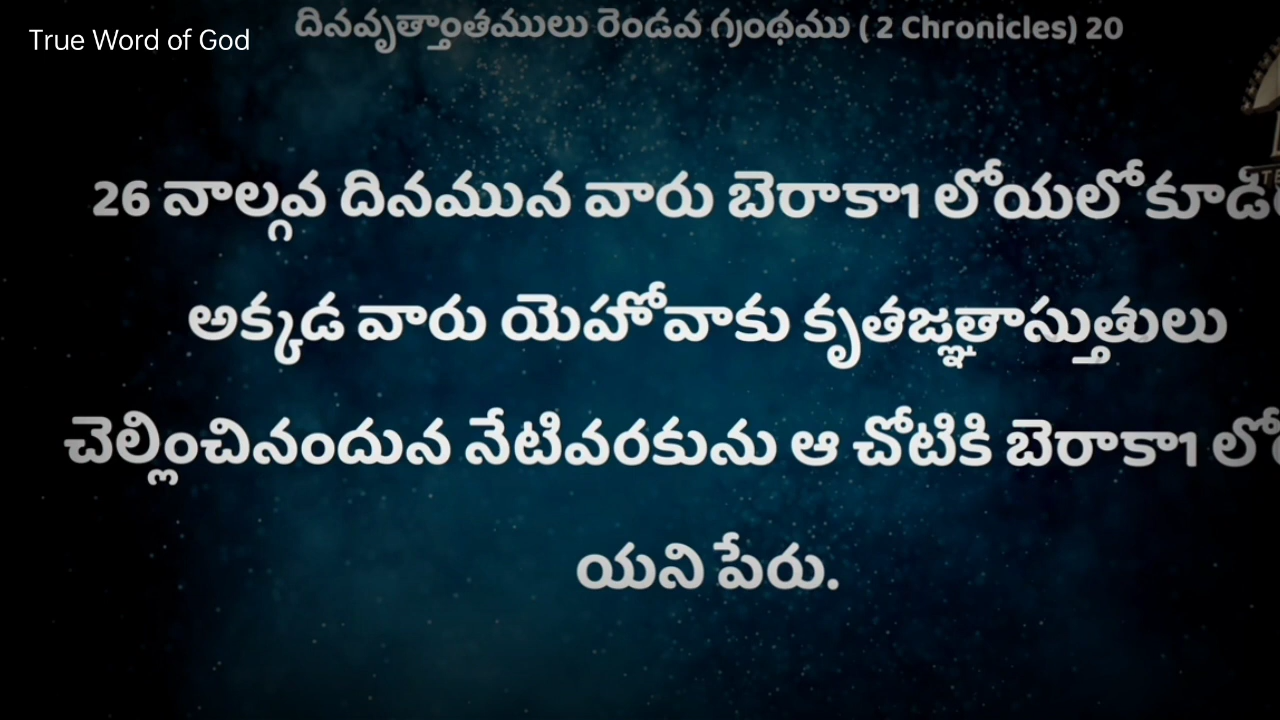 దినవృత్తాంతములు రెండవ గ్రంథము ( 2 Chronicles) 20
True Word of God
26 నాల్గవ దినమున వారు బెరాకా1 లోయలోకూడి
అక్కడ వారు యెహోవాకు కృతజ్ఞతాస్తుతులు
చెల్లించినందున నేటివరకును ఆ చోటికి బెరాకా1
యని పేరు.